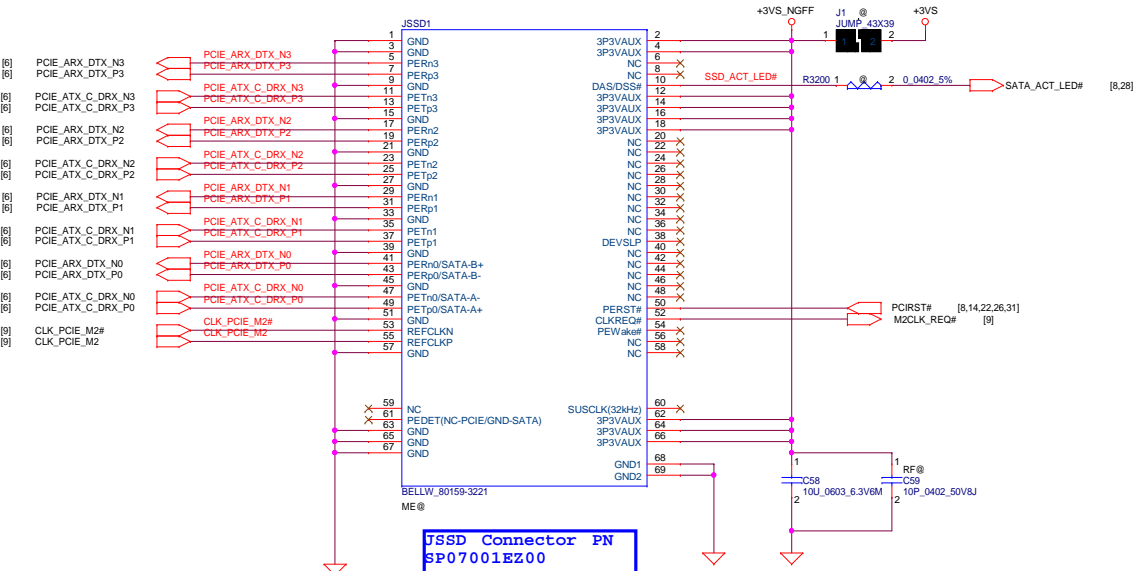 +3VS_NGFF
J1 @ +3VS
JUMP_43X39
1 1 2 2
JSSD1
1 GND 3P3VAUX 2
3 GND 3P3VAUX 4
[6] PCIE_ARX_DTX_N3 PCIE_ARX_DTX_N3 5 PERn3 NC 6
[6] PCIE_ARX_DTX_P3 PCIE_ARX_DTX_P3 7 PERp3 NC 8
9 GND DAS/DSS# 10 SSD_ACT_LED# R3200 1 @ 2 0_0402_5% SATA_ACT_LED# [8,28]
[6] PCIE_ATX_C_DRX_N3 PCIE_ATX_C_DRX_N3 11 PETn3 3P3VAUX 12
[6] PCIE_ATX_C_DRX_P3 PCIE_ATX_C_DRX_P3 13 PETp3 3P3VAUX 14
15 GND 3P3VAUX 16
[6] PCIE_ARX_DTX_N2 PCIE_ARX_DTX_N2 17 PERn2 3P3VAUX 18
[6] PCIE_ARX_DTX_P2 PCIE_ARX_DTX_P2 19 PERp2 NC 20
21 GND NC 22
[6] PCIE_ATX_C_DRX_N2 PCIE_ATX_C_DRX_N2 23 PETn2 NC 24
[6] PCIE_ATX_C_DRX_P2 PCIE_ATX_C_DRX_P2 25 PETp2 NC 26
27 GND NC 28
[6] PCIE_ARX_DTX_N1 PCIE_ARX_DTX_N1 29 PERn1 NC 30
[6] PCIE_ARX_DTX_P1 PCIE_ARX_DTX_P1 31 PERp1 NC 32
33 GND NC 34
[6] PCIE_ATX_C_DRX_N1 PCIE_ATX_C_DRX_N1 35 PETn1 NC 36
[6] PCIE_ATX_C_DRX_P1 PCIE_ATX_C_DRX_P1 37 PETp1 DEVSLP 38
39 GND NC 40
[6] PCIE_ARX_DTX_N0 PCIE_ARX_DTX_N0 41 PERn0/SATA-B+ NC 42
[6] PCIE_ARX_DTX_P0 PCIE_ARX_DTX_P0 43 PERp0/SATA-B- NC 44
45 GND NC 46
[6] PCIE_ATX_C_DRX_N0 PCIE_ATX_C_DRX_N0 47 PETn0/SATA-A- NC 48
[6] PCIE_ATX_C_DRX_P0 PCIE_ATX_C_DRX_P0 49 PETp0/SATA-A+ PERST# 50 PCIRST# [8,14,22,26,31]
51 GND CLKREQ# 52 M2CLK_REQ# [9]
[9] CLK_PCIE_M2# CLK_PCIE_M2# 53 REFCLKN PEWake# 54
[9] CLK_PCIE_M2 CLK_PCIE_M2 55 REFCLKP NC 56
57 GND NC 58
59 NC SUSCLK(32kHz) 60
61 PEDET(NC-PCIE/GND-SATA) 3P3VAUX 62
63 GND 3P3VAUX 64
65 GND 3P3VAUX 66
67 GND
GND1 68
GND2 69
1 C58 2 10U_0603_6.3V6M
1 RF@ C59 2 10P_0402_50V8J
BELLW_80159-3221
ME@
JSSD Connector PN
SP07001EZ00